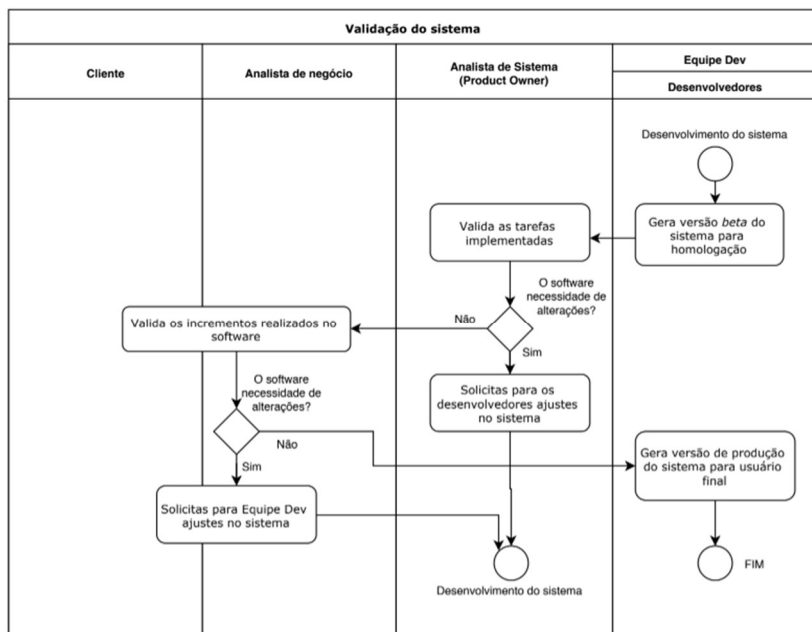 Validação do sistema
Cliente
Analista de negócio
Analista de Sistema
(Product Owner)
Equipe Dev
Desenvolvedores
Desenvolvimento do sistema
Gera versão beta do
sistema para
homologação
Valida as tarefas
implementadas
O software
necessidade de
alterações?
Não
Sim
Valida os incrementos realizados no
software
O software
necessidade de
alterações?
Não
Sim
Solicitas para os
desenvolvedores ajustes
no sistema
Gera versão de produção
do sistema para usuário
final
Solicitas para Equipe Dev
ajustes no sistema
Desenvolvimento do sistema
FIM